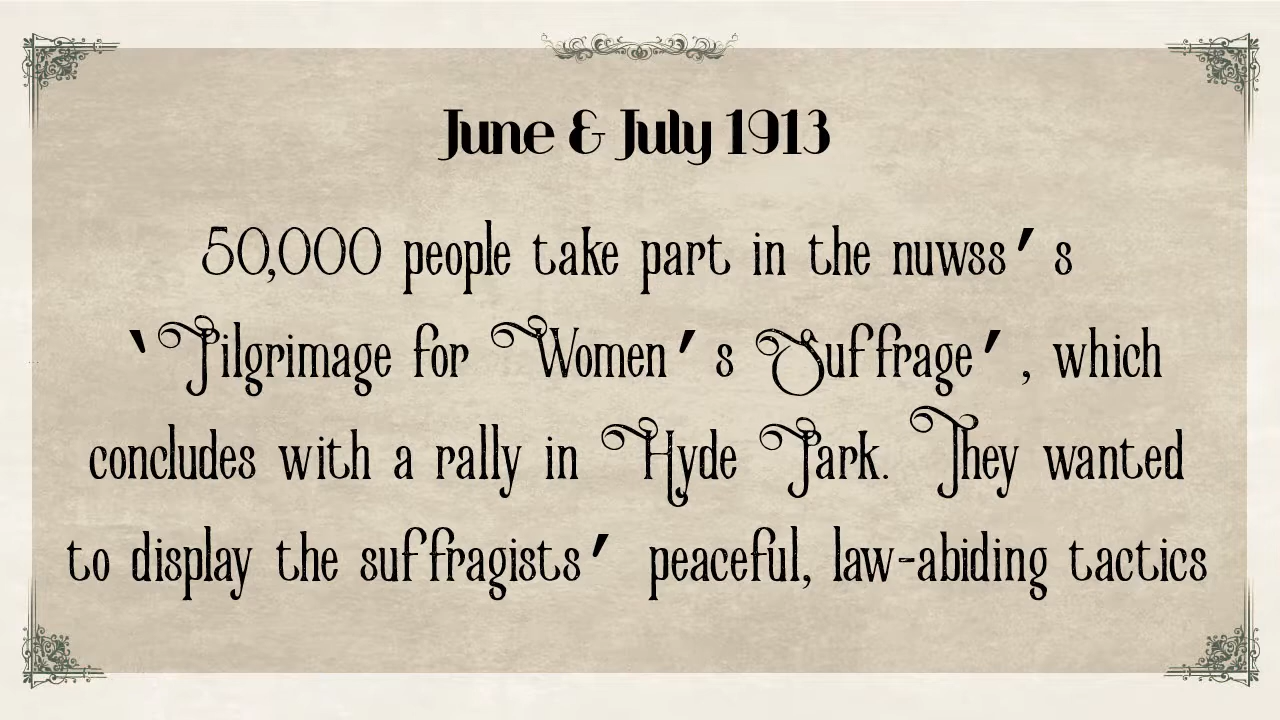 June & July 1913
50,000 people take part in the nuwss's
'Pilgrimage for Women's Suffrage', which
concludes with a rally in Hyde Park. They wanted
to display the suffragists' peaceful, law-abiding tactics